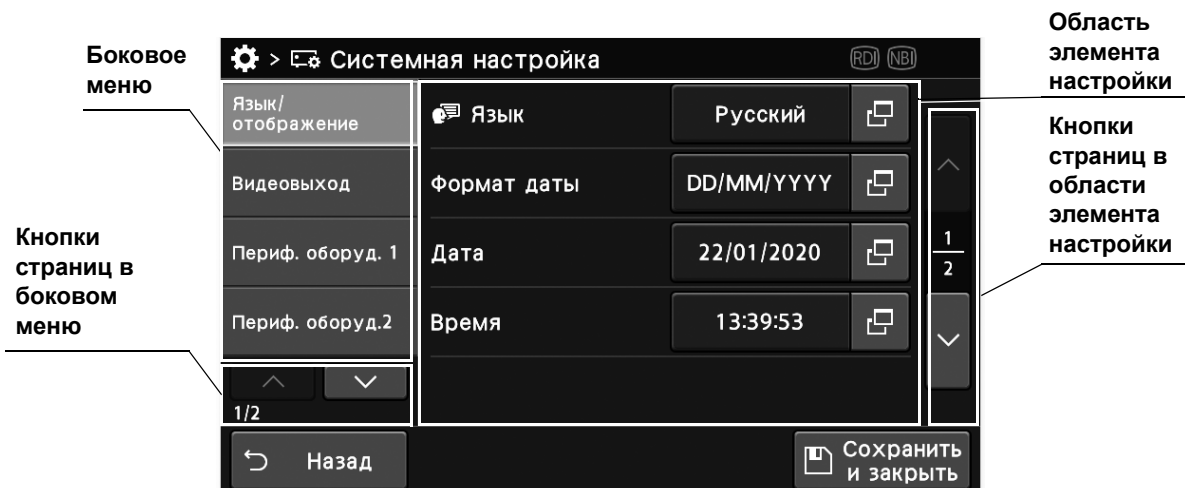 Боковое
меню
Кнопки
страниц в
боковом
меню
> Системная настройка
RDI NBI
Язык/
отображение
Видеовыход
Периф. оборуд. 1
Периф. оборуд.2
1/2
Язык
Русский
Формат даты
DD/MM/YYYY
Дата
22/01/2020
Время
13:39:53
1
2
Назад
Сохранить
и закрыть
Область
элемента
настройки
Кнопки
страниц в
области
элемента
настройки